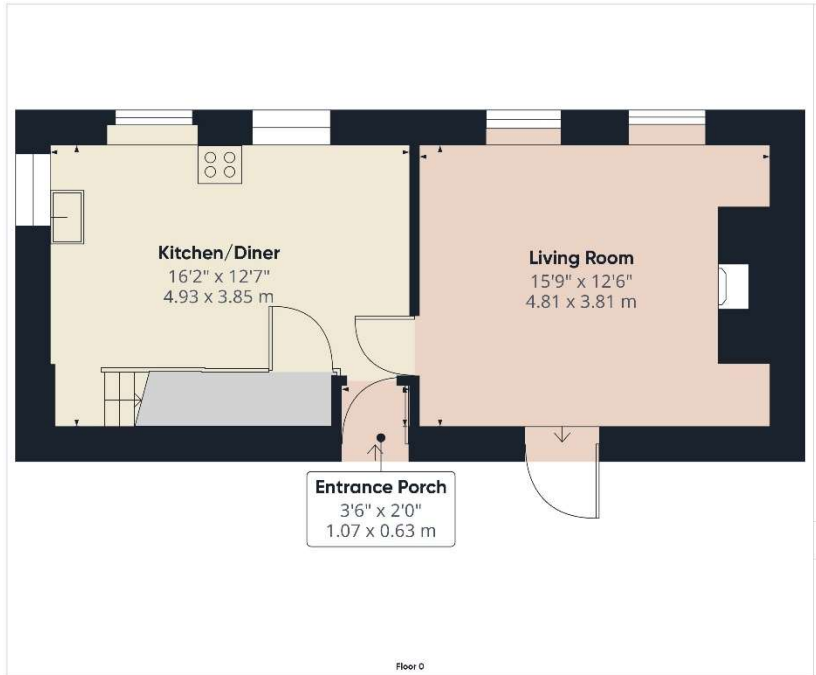 Kitchen/Diner
16'2" x 12'7"
4.93 x 3.85 m
Living Room
15'9" x 12'6"
4.81 x 3.81 m
Entrance Porch
3'6" x 2'0"
1.07 x 0.63 m
Floor 0